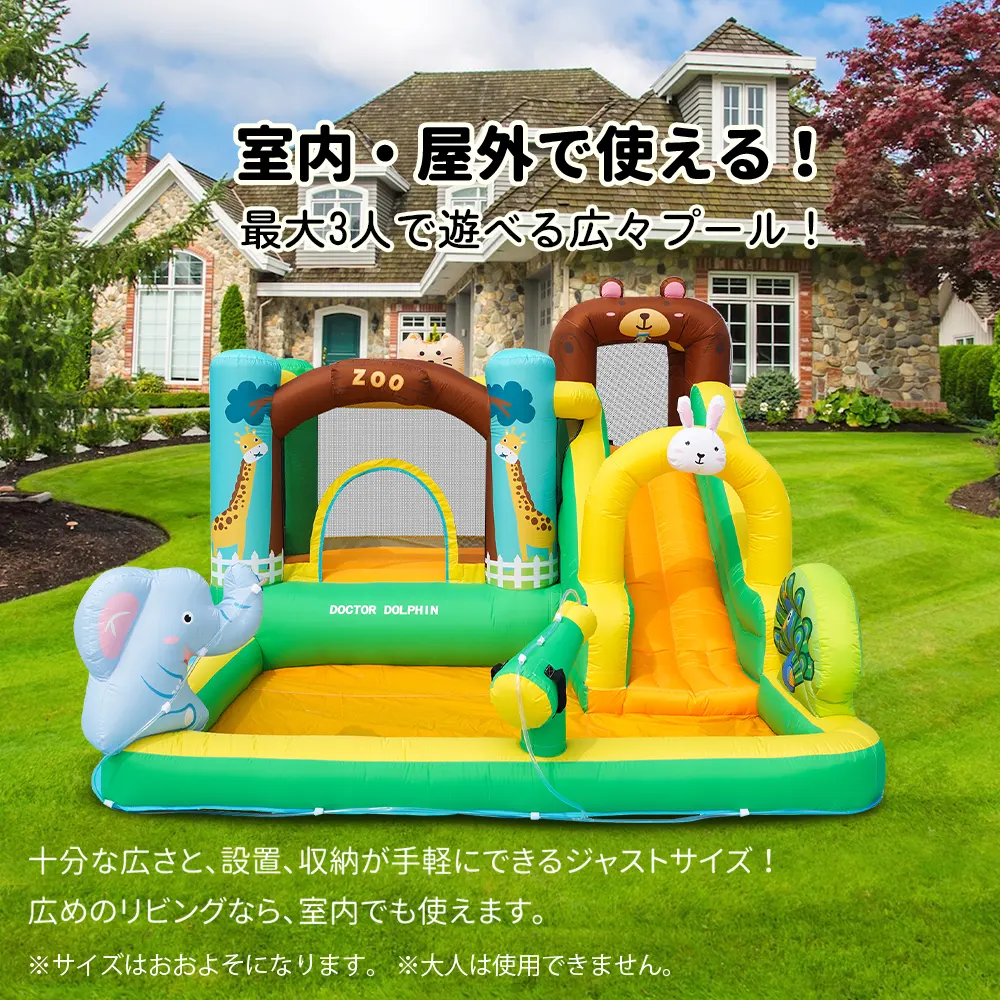 室内・屋外で使える！
最大3人で遊べる広々プール！
ZOO
DOCTOR DOLPHIN
十分な広さと、設置、収納が手軽にできるジャストサイズ！
広めのリビングなら、室内でも使えます。
※サイズはおおよそになります。 ※大人は使用できません。